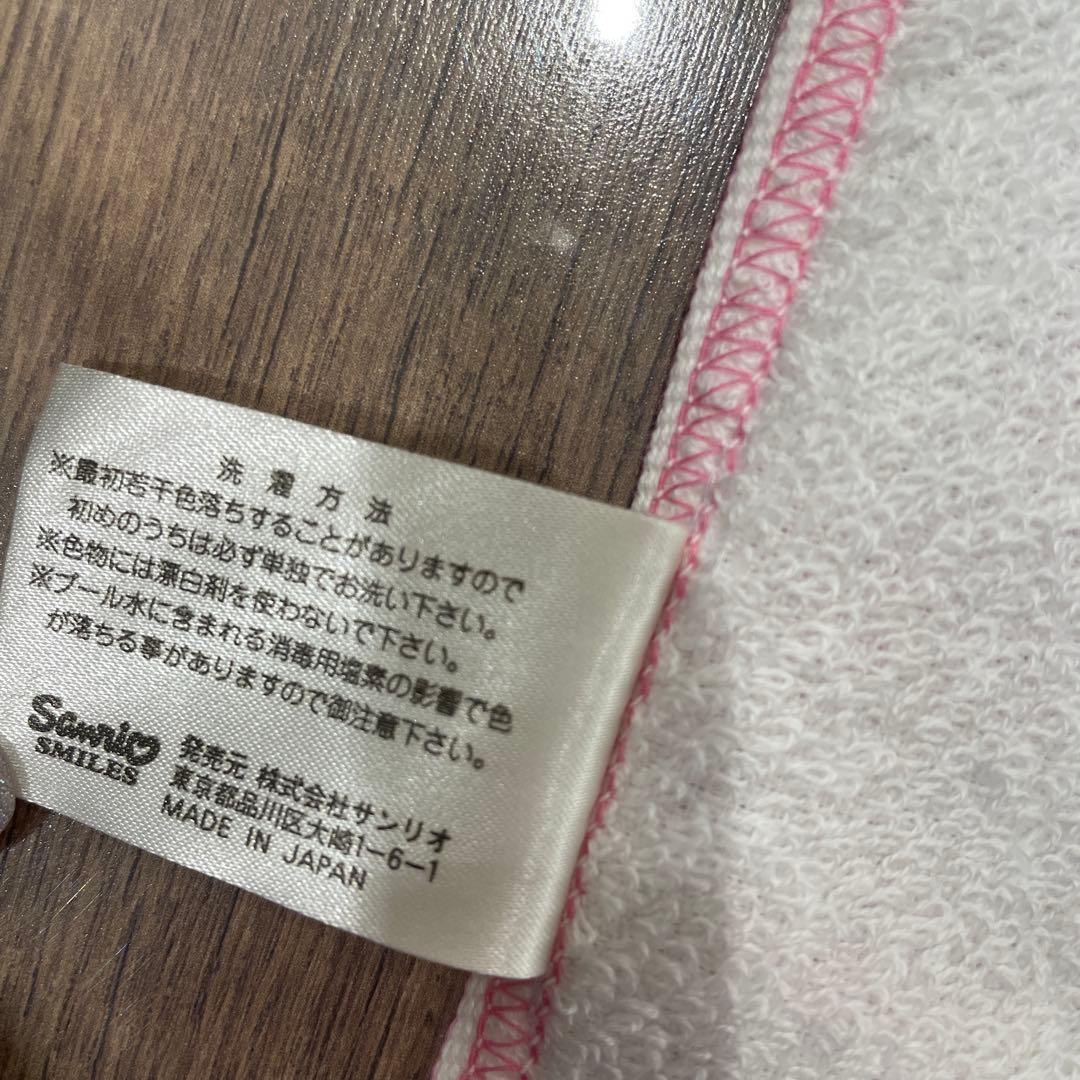 洗濯方法
※最初若干色落ちすることがありますので
初めのうちは必ず単独でお洗い下さい。
※色物には漂白剤を使わないで下さい。
※プール水に含まれる消毒用塩素の影響で色
が落ちる事がありますので御注意下さい。
Sanrio
SMILES
発売元 株式会社サンリオ
東京都品川区大崎1-6-1
MADE IN JAPAN